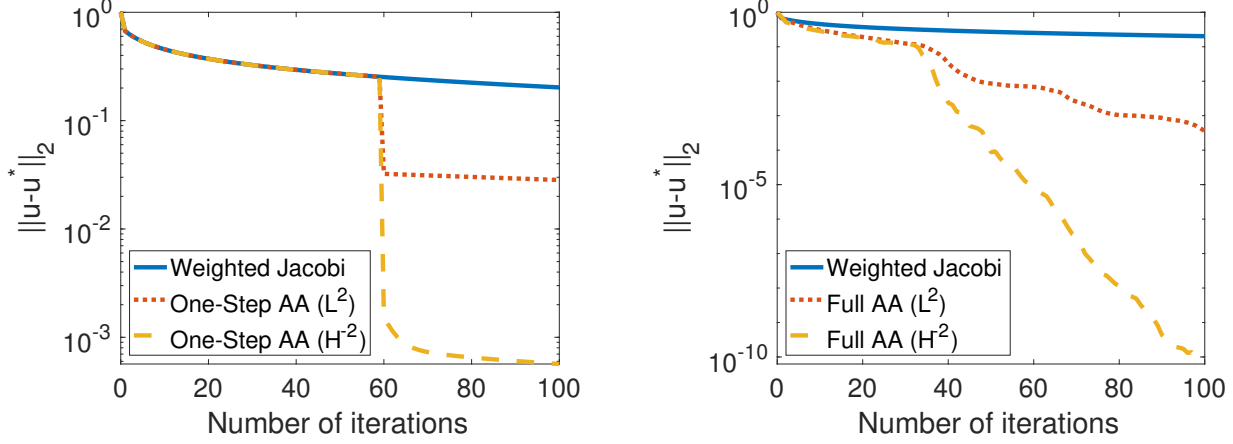 10^0
10^-1
10^-2
10^-3
||u-u^*||_2
Weighted Jacobi
One-Step AA (L^2)
One-Step AA (H^-2)
0 20 40 60 80 100
Number of iterations
10^0
10^-5
10^-10
||u-u^*||_2
Weighted Jacobi
Full AA (L^2)
Full AA (H^-2)
0 20 40 60 80 100
Number of iterations